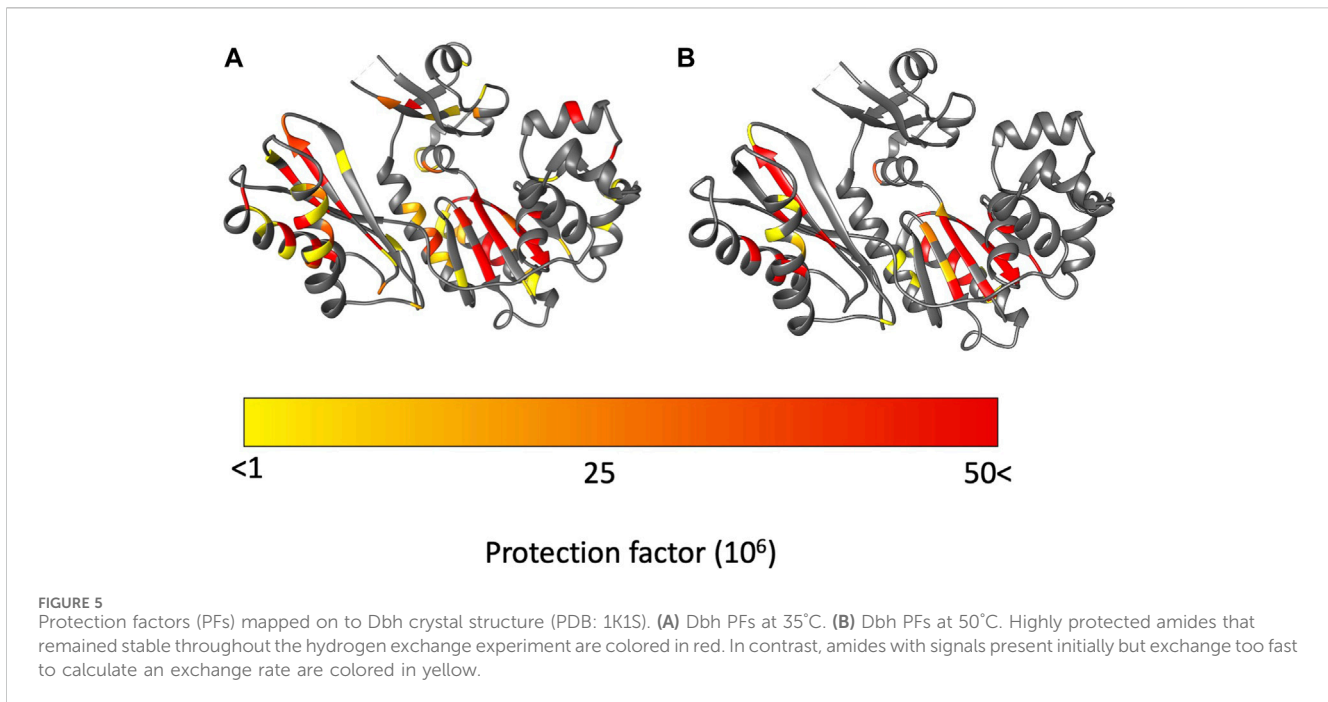 A
B
<1
25
50<
Protection factor (10⁶)
FIGURE 5
Protection factors (PFs) mapped on to Dbh crystal structure (PDB: 1K1S). (A) Dbh PFs at 35°C. (B) Dbh PFs at 50°C. Highly protected amides that
remained stable throughout the hydrogen exchange experiment are colored in red. In contrast, amides with signals present initially but exchange too fast
to calculate an exchange rate are colored in yellow.